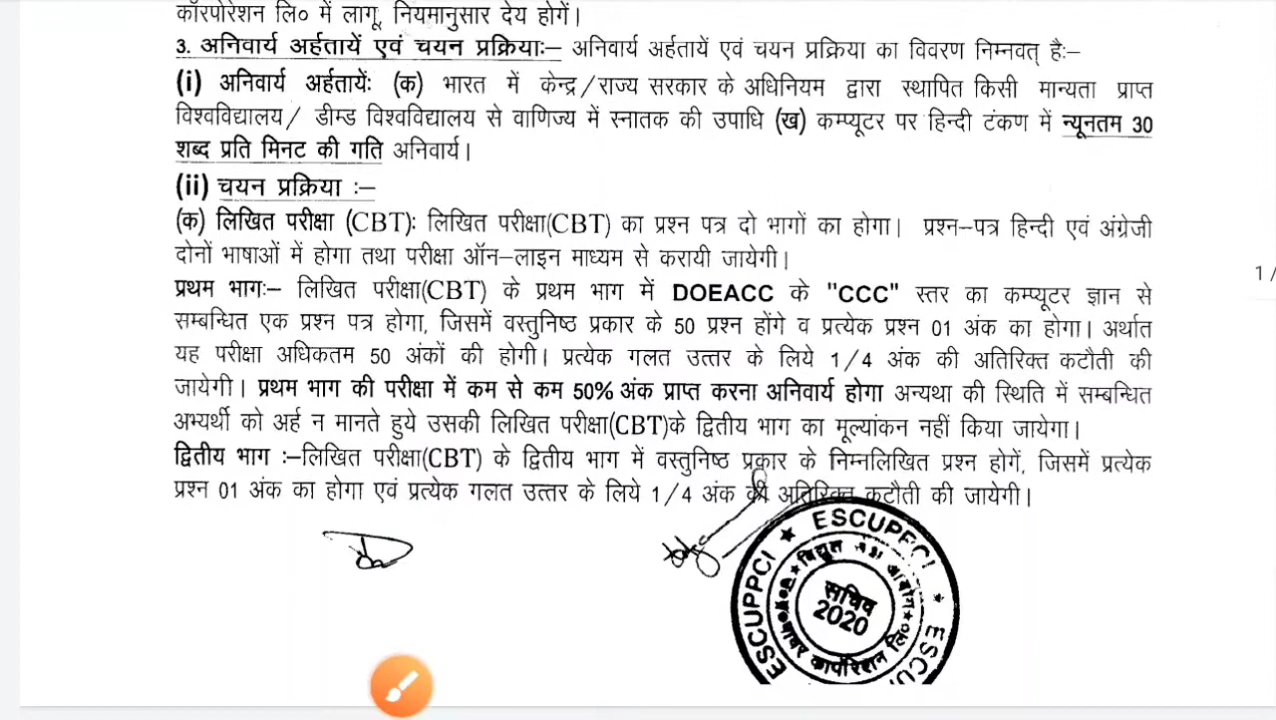 कॉरपोरेशन लि० में लागू, नियमानुसार देय होगें।
3. अनिवार्य अर्हतायें एवं चयन प्रक्रियाः– अनिवार्य अर्हतायें एवं चयन प्रक्रिया का विवरण निम्नवत् हैः–
(i) अनिवार्य अर्हतायेंः (क) भारत में केन्द्र/राज्य सरकार के अधिनियम द्वारा स्थापित किसी मान्यता प्राप्त
विश्वविद्यालय/ डीम्ड विश्वविद्यालय से वाणिज्य में स्नातक की उपाधि (ख) कम्प्यूटर पर हिन्दी टंकण में न्यूनतम 30
शब्द प्रति मिनट की गति अनिवार्य।
(ii) चयन प्रक्रिया :–
(क) लिखित परीक्षा (CBT): लिखित परीक्षा(CBT) का प्रश्न पत्र दो भागों का होगा। प्रश्न–पत्र हिन्दी एवं अंग्रेजी
दोनों भाषाओं में होगा तथा परीक्षा ऑन–लाइन माध्यम से करायी जायेगी।
1/
प्रथम भागः– लिखित परीक्षा(CBT) के प्रथम भाग में DOEACC के "CCC" स्तर का कम्प्यूटर ज्ञान से
सम्बन्धित एक प्रश्न पत्र होगा, जिसमें वस्तुनिष्ठ प्रकार के 50 प्रश्न होंगे व प्रत्येक प्रश्न 01 अंक का होगा। अर्थात
यह परीक्षा अधिकतम 50 अंकों की होगी। प्रत्येक गलत उत्तर के लिये 1/4 अंक की अतिरिक्त कटौती की
जायेगी। प्रथम भाग की परीक्षा में कम से कम 50% अंक प्राप्त करना अनिवार्य होगा अन्यथा की स्थिति में सम्बन्धित
अभ्यर्थी को अर्ह न मानते हुये उसकी लिखित परीक्षा(CBT)के द्वितीय भाग का मूल्यांकन नहीं किया जायेगा।
द्वितीय भाग :–लिखित परीक्षा(CBT) के द्वितीय भाग में वस्तुनिष्ठ प्रकार के निम्नलिखित प्रश्न होगें, जिसमें प्रत्येक
प्रश्न 01 अंक का होगा एवं प्रत्येक गलत उत्तर के लिये 1/4 अंक की अतिरिक्त कटौती की जायेगी।
ESCUPPCL ★ ESCUPPCL ★
विद्युत सेवा आयोग
पावर कार्पोरेशन लि०
सचिव
2020